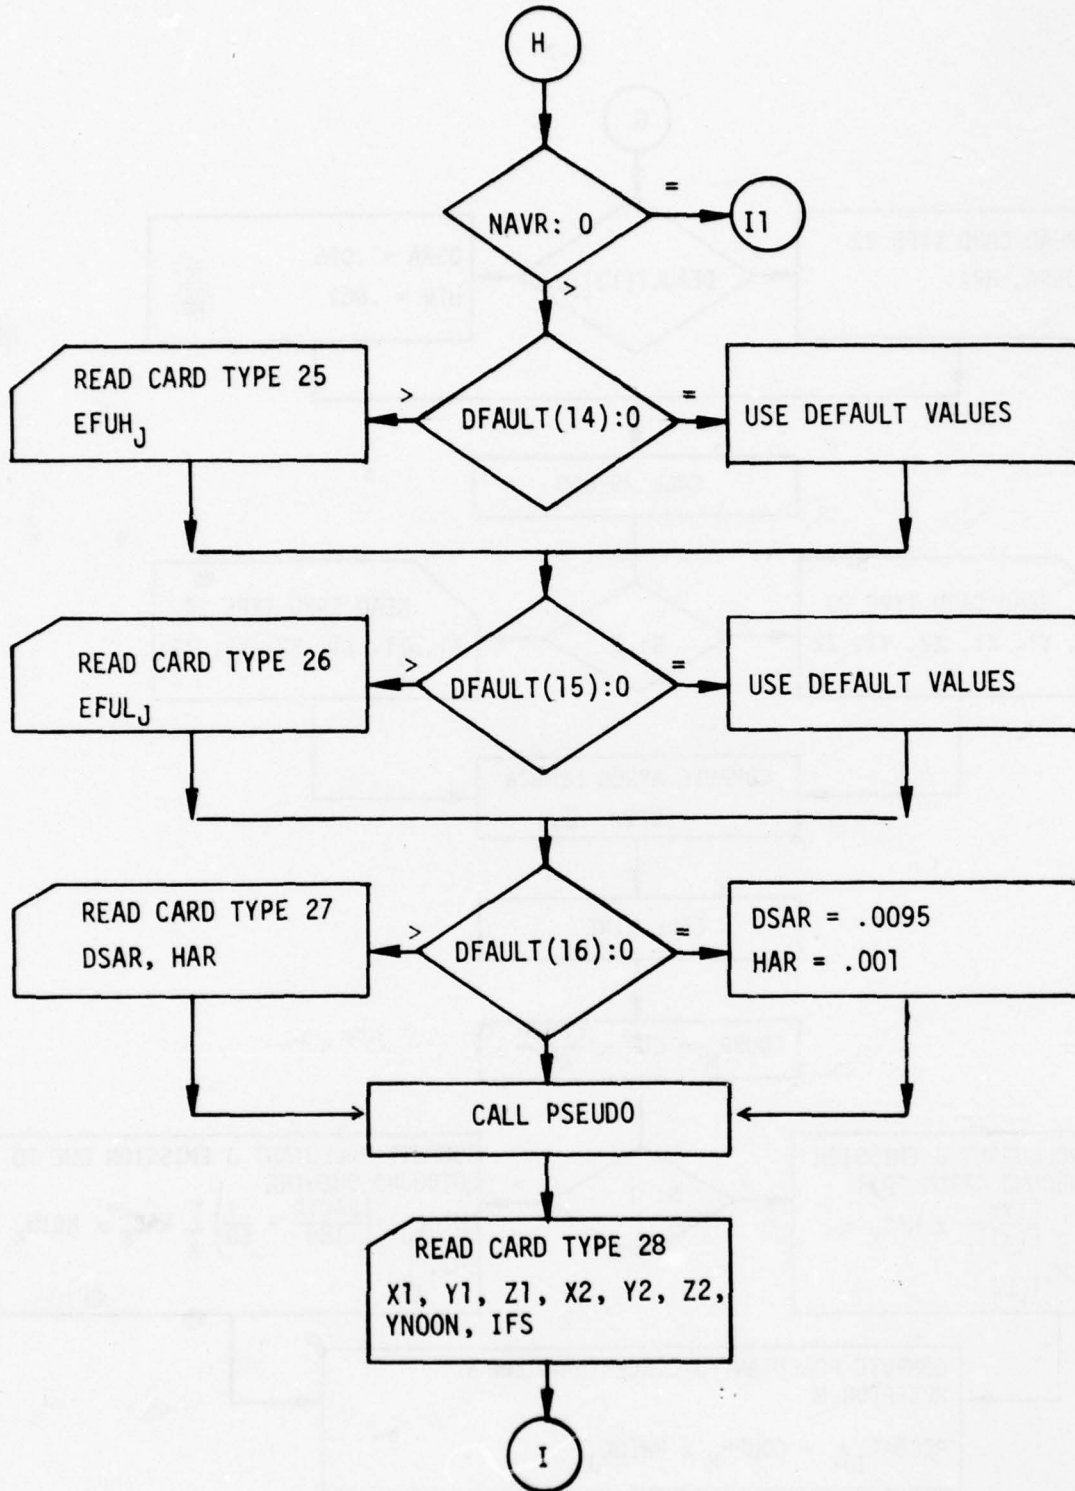 H
NAVR: 0
=
I1
>
READ CARD TYPE 25
EFUHJ
>
DFAULT(14):0
=
USE DEFAULT VALUES
READ CARD TYPE 26
EFULJ
>
DFAULT(15):0
=
USE DEFAULT VALUES
READ CARD TYPE 27
DSAR, HAR
>
DFAULT(16):0
=
DSAR = .0095
HAR = .001
CALL PSEUDO
READ CARD TYPE 28
X1, Y1, Z1, X2, Y2, Z2,
YNOON, IFS
I